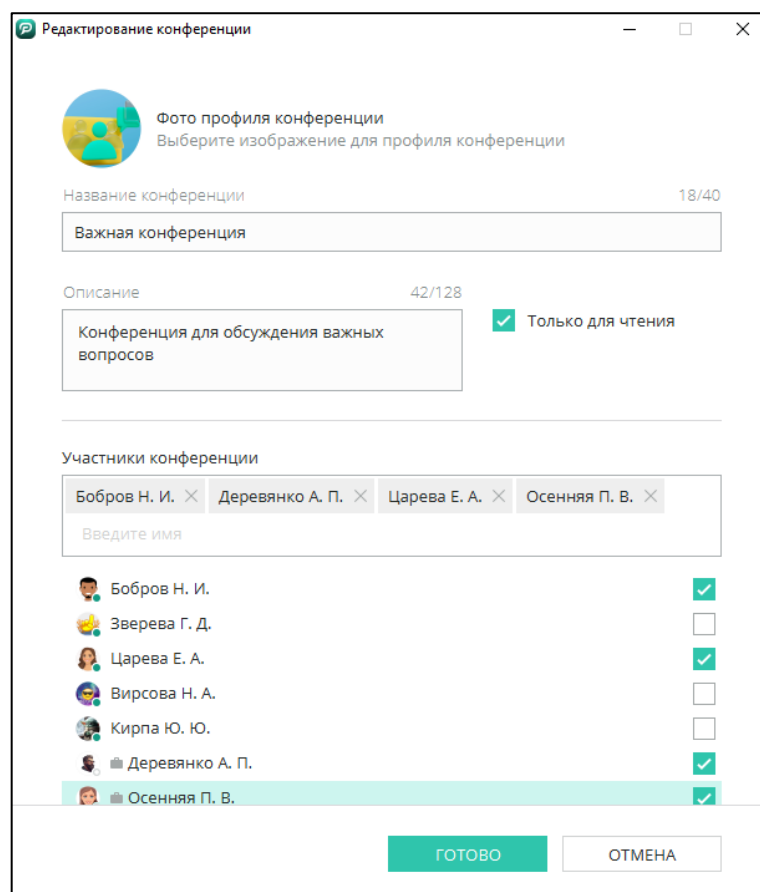 Редактирование конференции
Фото профиля конференции
Выберите изображение для профиля конференции
Название конференции 18/40
Важная конференция
Описание 42/128
Только для чтения
Конференция для обсуждения важных
вопросов
Участники конференции
Бобров Н. И. Деревянко А. П. Царева Е. А. Осенняя П. В.
Введите имя
Бобров Н. И.
Зверева Г. Д.
Царева Е. А.
Вирсова Н. А.
Кирпа Ю. Ю.
Деревянко А. П.
Осенняя П. В.
ГОТОВО ОТМЕНА